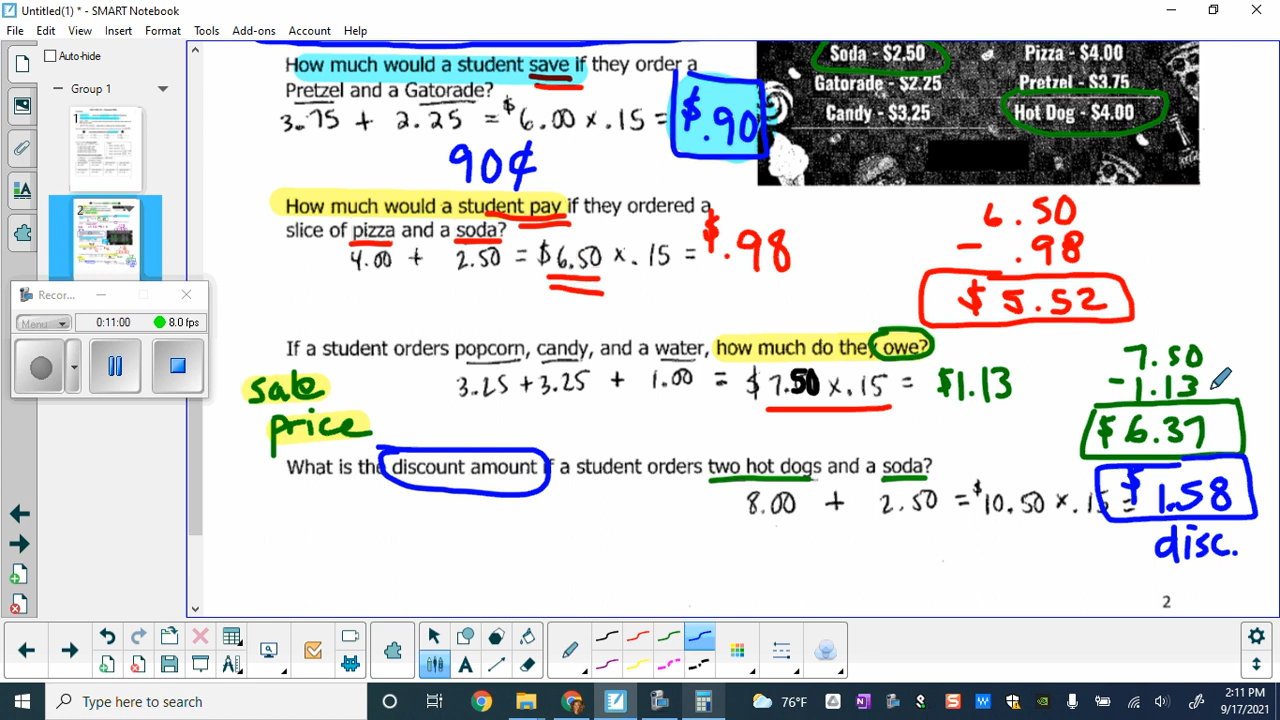 Untitled(1) * - SMART Notebook
File Edit View Insert Format Tools Add-ons Account Help
Auto-hide
Group 1
1
2
Recor...
Menu
0:11:00 8.0 fps
How much would a student save if they order a
Pretzel and a Gatorade?
3.75 + 2.25 = $6.00 x .15 = $.90
90¢
Soda - $2.50 Pizza - $4.00
Gatorade - $2.25 Pretzel - $3.75
Candy - $3.25 Hot Dog - $4.00
How much would a student pay if they ordered a
slice of pizza and a soda?
4.00 + 2.50 = $6.50 x .15 = $.98
6.50
- .98
$5.52
If a student orders popcorn, candy, and a water, how much do they owe?
3.25 + 3.25 + 1.00 = $7.50 x .15 = $1.13
sale
price
7.50
-1.13
$6.37
What is the discount amount if a student orders two hot dogs and a soda?
8.00 + 2.50 = $10.50 x .15 = $1.58
disc.
2
Type here to search
76°F
2:11 PM
9/17/2021